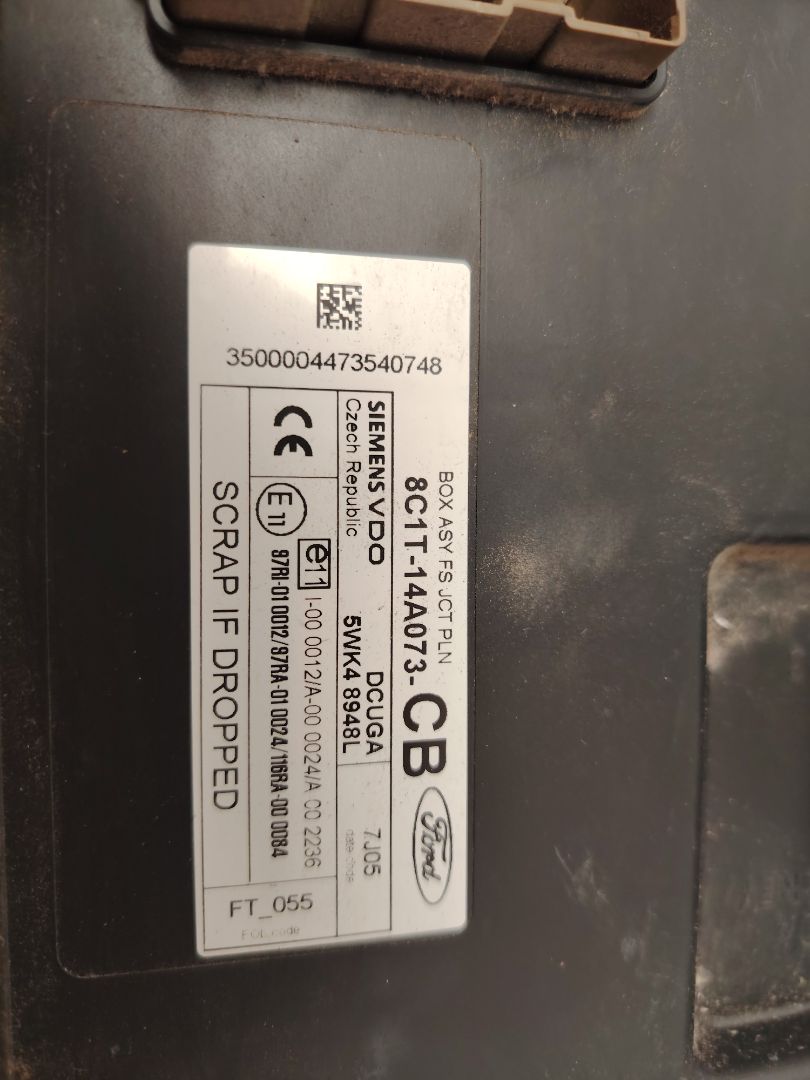 3500004473540748
BOX ASY FS JCT PLN
8C1T-14A073-CB
Ford
SIEMENS VDO
Czech Republic
DCUGA
5WK4 8948L
7J05
date code
CE
e11 I-00 0012/A-00 0024/A 00 2236
E11 97RI-01 0012/97RA-01 0024/116RA-00 0084
SCRAP IF DROPPED
FT_055